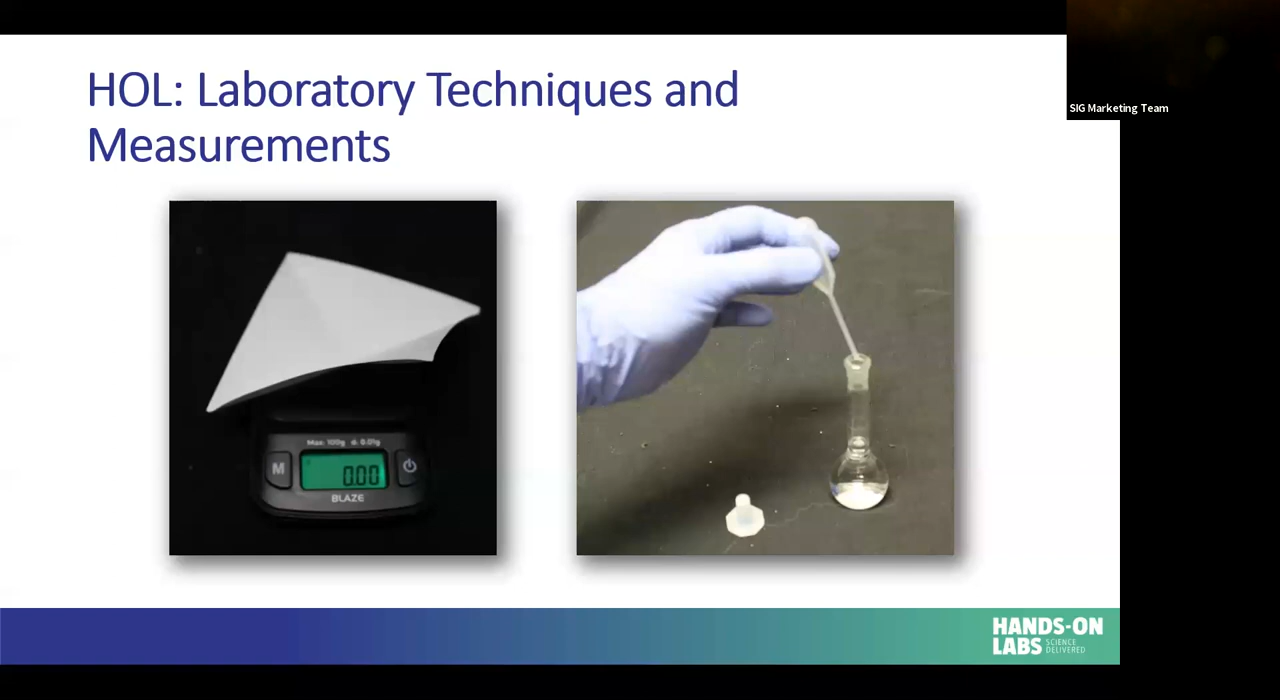 HOL: Laboratory Techniques and
Measurements
SIG Marketing Team
Max: 100g d: 0.01g
M
0.00
BLAZE
HANDS-ON
LABS SCIENCE
DELIVERED